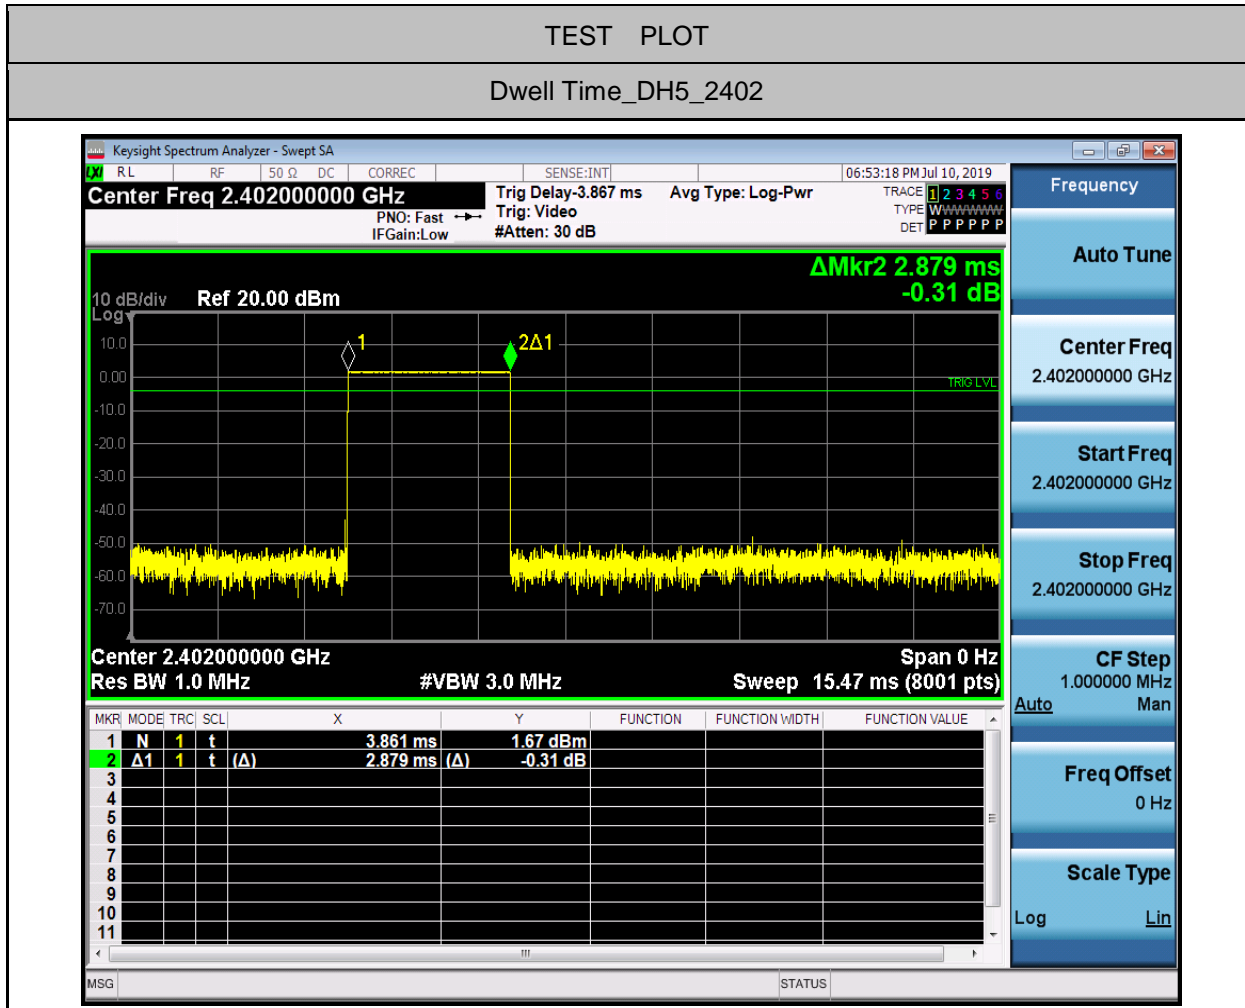 TEST PLOT
Dwell Time_DH5_2402
Keysight Spectrum Analyzer - Swept SA
LXI RL RF 50 Ω DC CORREC SENSE:INT 06:53:18 PM Jul 10, 2019
Center Freq 2.402000000 GHz
PNO: Fast
IFGain:Low
Trig Delay-3.867 ms
Trig: Video
#Atten: 30 dB
Avg Type: Log-Pwr
TRACE 1 2 3 4 5 6
TYPE WWWWWW
DET P P P P P P
ΔMkr2 2.879 ms
-0.31 dB
10 dB/div
Log
Ref 20.00 dBm
10.0
0.00
-10.0
-20.0
-30.0
-40.0
-50.0
-60.0
-70.0
1
2Δ1
TRIG LVL
Center 2.402000000 GHz Span 0 Hz
Res BW 1.0 MHz #VBW 3.0 MHz Sweep 15.47 ms (8001 pts)
MKR MODE TRC SCL X Y FUNCTION FUNCTION WIDTH FUNCTION VALUE
1 N 1 t 3.861 ms 1.67 dBm
2 Δ1 1 t (Δ) 2.879 ms (Δ) -0.31 dB
3
4
5
6
7
8
9
10
11
MSG STATUS
Frequency
Auto Tune
Center Freq
2.402000000 GHz
Start Freq
2.402000000 GHz
Stop Freq
2.402000000 GHz
CF Step
1.000000 MHz
Auto Man
Freq Offset
0 Hz
Scale Type
Log Lin